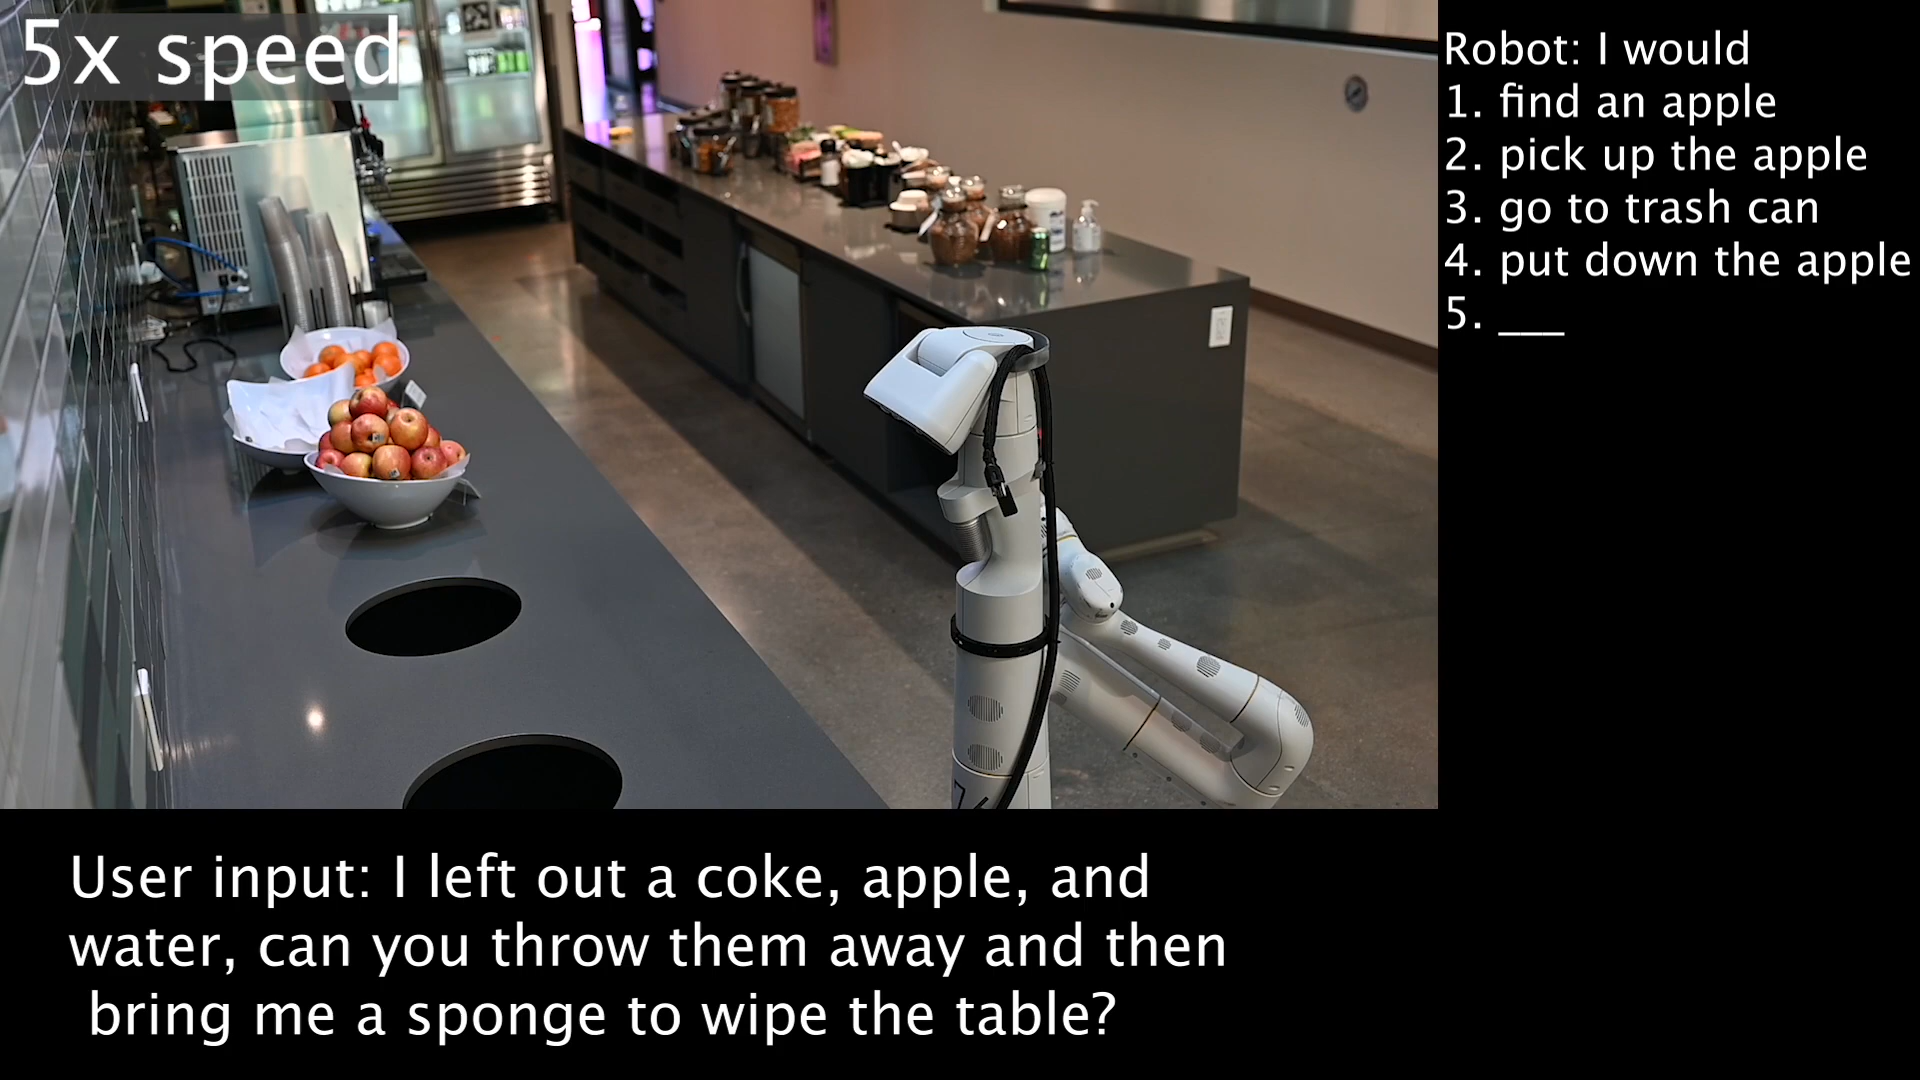 5x speed
Robot: I would
1. find an apple
2. pick up the apple
3. go to trash can
4. put down the apple
5. ___
User input: I left out a coke, apple, and
water, can you throw them away and then
bring me a sponge to wipe the table?